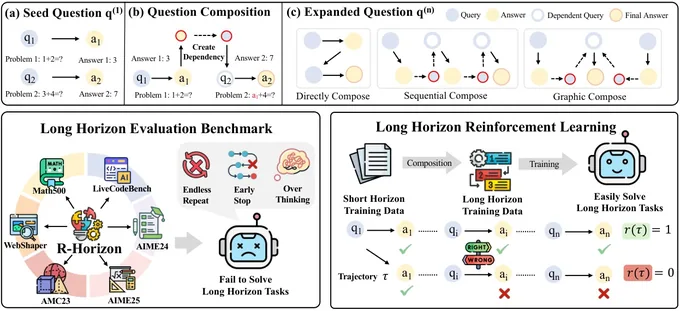 (a) Seed Question q(1)
q1
a1
Problem 1: 1+2=?
Answer: 3
q2
a2
Problem 2: 3+4=?
Answer: 7
(b) Question Composition
Create
Dependency
Answer 1: 3
Answer 2: 7
q1
a1
q2
a2
Problem 1: 1+2=?
Problem 2: a1+4=?
(c) Expanded Question q(n)
Query
Answer
Dependent Query
Final Answer
Directly Compose
Sequential Compose
Graphic Compose
Long Horizon Evaluation Benchmark
Math500
LiveCodeBench
WebShaper
R-Horizon
AIME24
AMC23
AIME25
Endless
Repeat
Early
Stop
Over
Thinking
Fail to Solve
Long Horizon Tasks
Long Horizon Reinforcement Learning
Composition
Training
Short Horizon
Training Data
Long Horizon
Training Data
Easily Solve
Long Horizon Tasks
q1 a1 ........ qi ai ........ qn an r(τ) = 1
RIGHT
WRONG
Trajectory τ a1 ........ qi ai ........ qn an r(τ) = 0